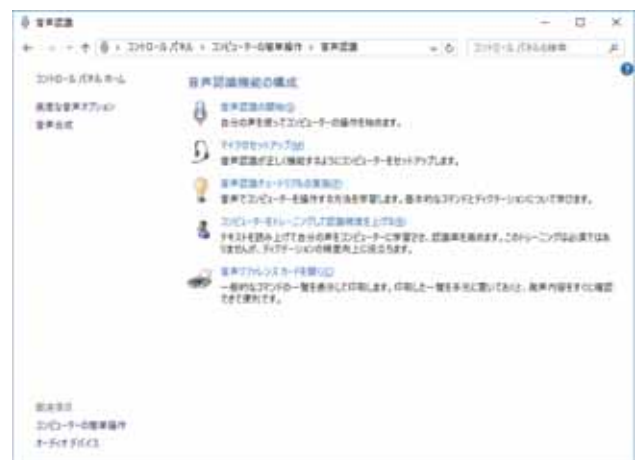 音声認識
コントロール パネル › コンピューターの簡単操作 › 音声認識
コントロール パネルの検索
コントロール パネル ホーム
高度な音声オプション
音声合成
音声認識機能の構成
音声認識の開始(S)
自分の声を使ってコンピューターの操作を始めます。
マイクのセットアップ(M)
音声認識が正しく機能するようにコンピューターをセットアップします。
音声認識チュートリアルの実施(T)
音声でコンピューターを操作する方法を学習します。基本的なコマンドとディクテーションについて学びます。
コンピューターをトレーニングして認識精度を上げる(R)
テキストを読み上げて自分の声をコンピューターに学習させ、認識率を高めます。このトレーニングは必須ではあ
りませんが、ディクテーションの精度向上に役立ちます。
音声リファレンス カードを開く(C)
一般的なコマンドの一覧を表示して印刷します。印刷した一覧を手元に置いておくと、発声内容をすぐに確認
できて便利です。
関連項目
コンピューターの簡単操作
オーディオ デバイス